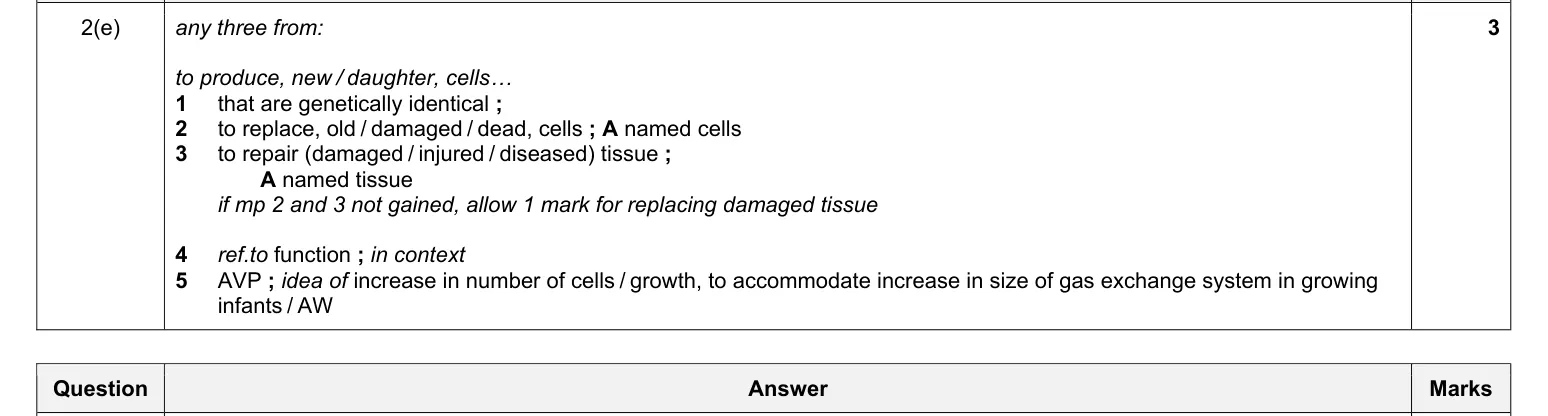 2(e)
any three from:
3
to produce, new / daughter, cells…
1 that are genetically identical ;
2 to replace, old / damaged / dead, cells ; A named cells
3 to repair (damaged / injured / diseased) tissue ;
A named tissue
if mp 2 and 3 not gained, allow 1 mark for replacing damaged tissue
4 ref.to function ; in context
5 AVP ; idea of increase in number of cells / growth, to accommodate increase in size of gas exchange system in growing
infants / AW
Question Answer Marks